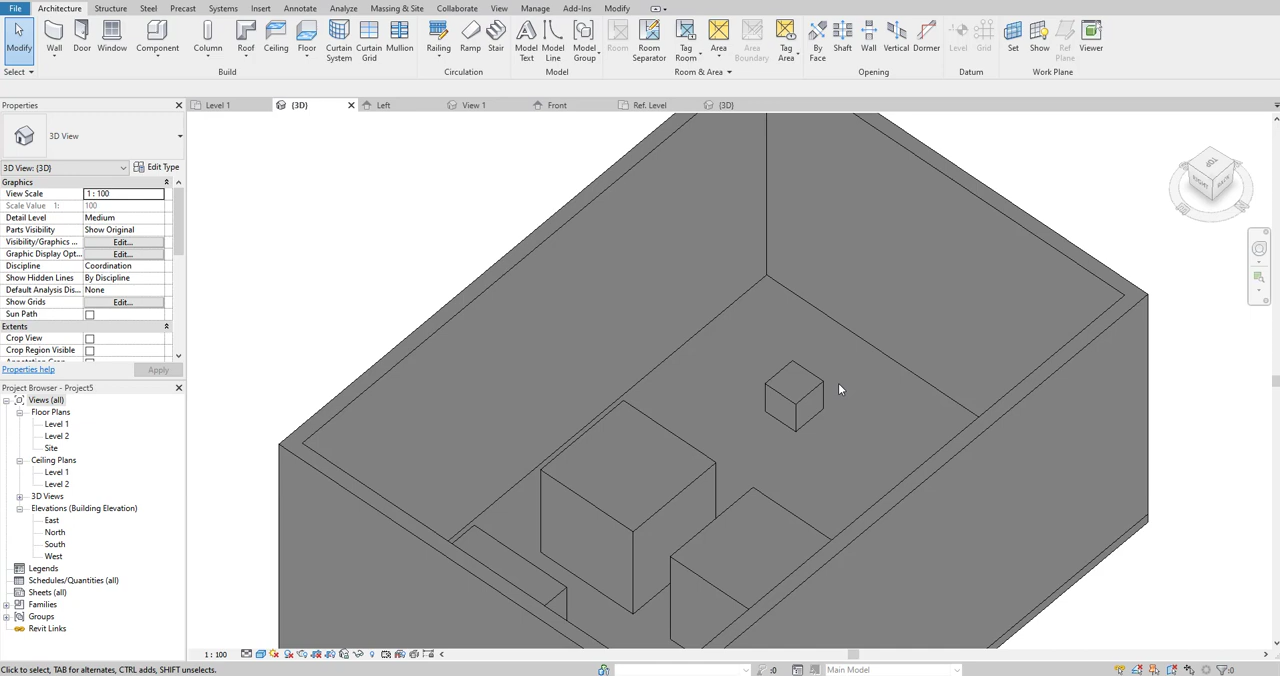 File Architecture Structure Steel Precast Systems Insert Annotate Analyze Massing & Site Collaborate View Manage Add-Ins Modify
Modify Wall Door Window Component Column Roof Ceiling Floor Curtain System Curtain Grid Mullion Railing Ramp Stair Model Text Model Line Model Group Room Room Separator Tag Room Area Area Boundary Tag Area By Face Shaft Wall Vertical Dormer Level Grid Set Show Ref Plane Viewer
Select Build Circulation Model Room & Area Opening Datum Work Plane
Properties
Level 1 {3D} Left View 1 Front Ref. Level {3D}
3D View
3D View: {3D} Edit Type
Graphics
View Scale 1 : 100
Scale Value 1: 100
Detail Level Medium
Parts Visibility Show Original
Visibility/Graphics ... Edit...
Graphic Display Opt... Edit...
Discipline Coordination
Show Hidden Lines By Discipline
Default Analysis Dis... None
Show Grids Edit...
Sun Path
Extents
Crop View
Crop Region Visible
Properties help Apply
Project Browser - Project5
Views (all)
Floor Plans
Level 1
Level 2
Site
Ceiling Plans
Level 1
Level 2
3D Views
Elevations (Building Elevation)
East
North
South
West
Legends
Schedules/Quantities (all)
Sheets (all)
Families
Groups
Revit Links
TOP
RIGHT BACK
1 : 100
Click to select, TAB for alternates, CTRL adds, SHIFT unselects.
:0 Main Model :0